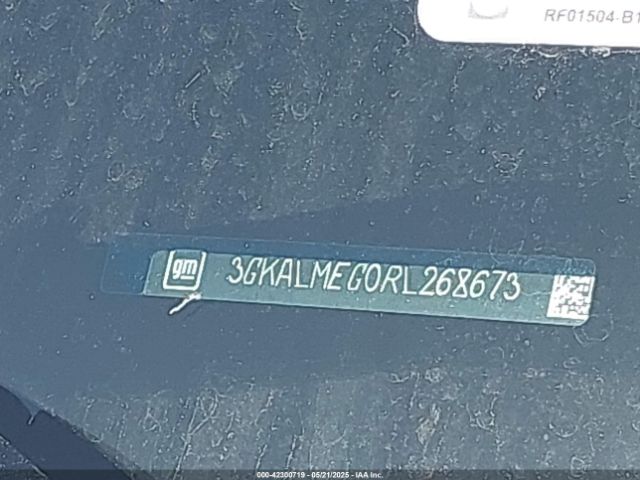 RF01504-B1
gm
3GKALMEG0RL268673
000-42300719 - 05/21/2025 - IAA Inc.